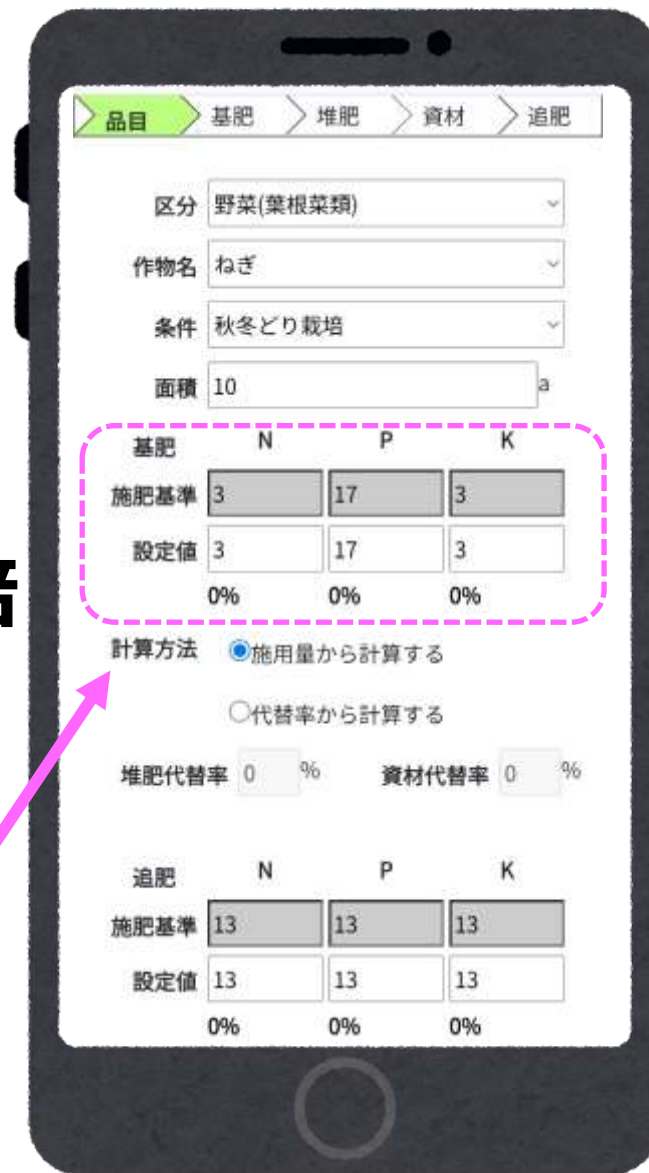 品目 基肥 堆肥 資材 追肥
区分 野菜(葉根菜類)
作物名 ねぎ
条件 秋冬どり栽培
面積 10 a
基肥 N P K
施肥基準 3 17 3
設定値 3 17 3
0% 0% 0%
計算方法 施用量から計算する
代替率から計算する
堆肥代替率 0 % 資材代替率 0 %
追肥 N P K
施肥基準 13 13 13
設定値 13 13 13
0% 0% 0%